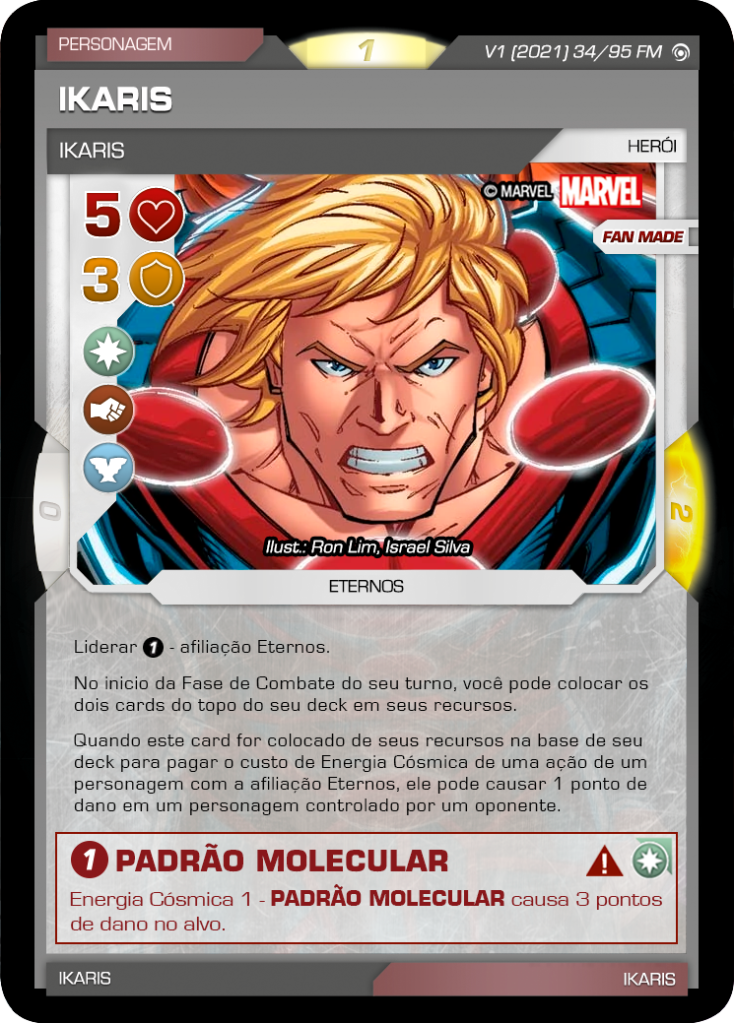 PERSONAGEM
1
V1 (2021) 34/95 FM
IKARIS
IKARIS
HERÓI
© MARVEL MARVEL
5
FAN MADE
3
0
2
Ilust.: Ron Lim, Israel Silva
ETERNOS
Liderar 1 - afiliação Eternos.
No inicio da Fase de Combate do seu turno, você pode colocar os
dois cards do topo do seu deck em seus recursos.
Quando este card for colocado de seus recursos na base de seu
deck para pagar o custo de Energia Cósmica de uma ação de um
personagem com a afiliação Eternos, ele pode causar 1 ponto de
dano em um personagem controlado por um oponente.
1 PADRÃO MOLECULAR
Energia Cósmica 1 - PADRÃO MOLECULAR causa 3 pontos
de dano no alvo.
IKARIS
IKARIS